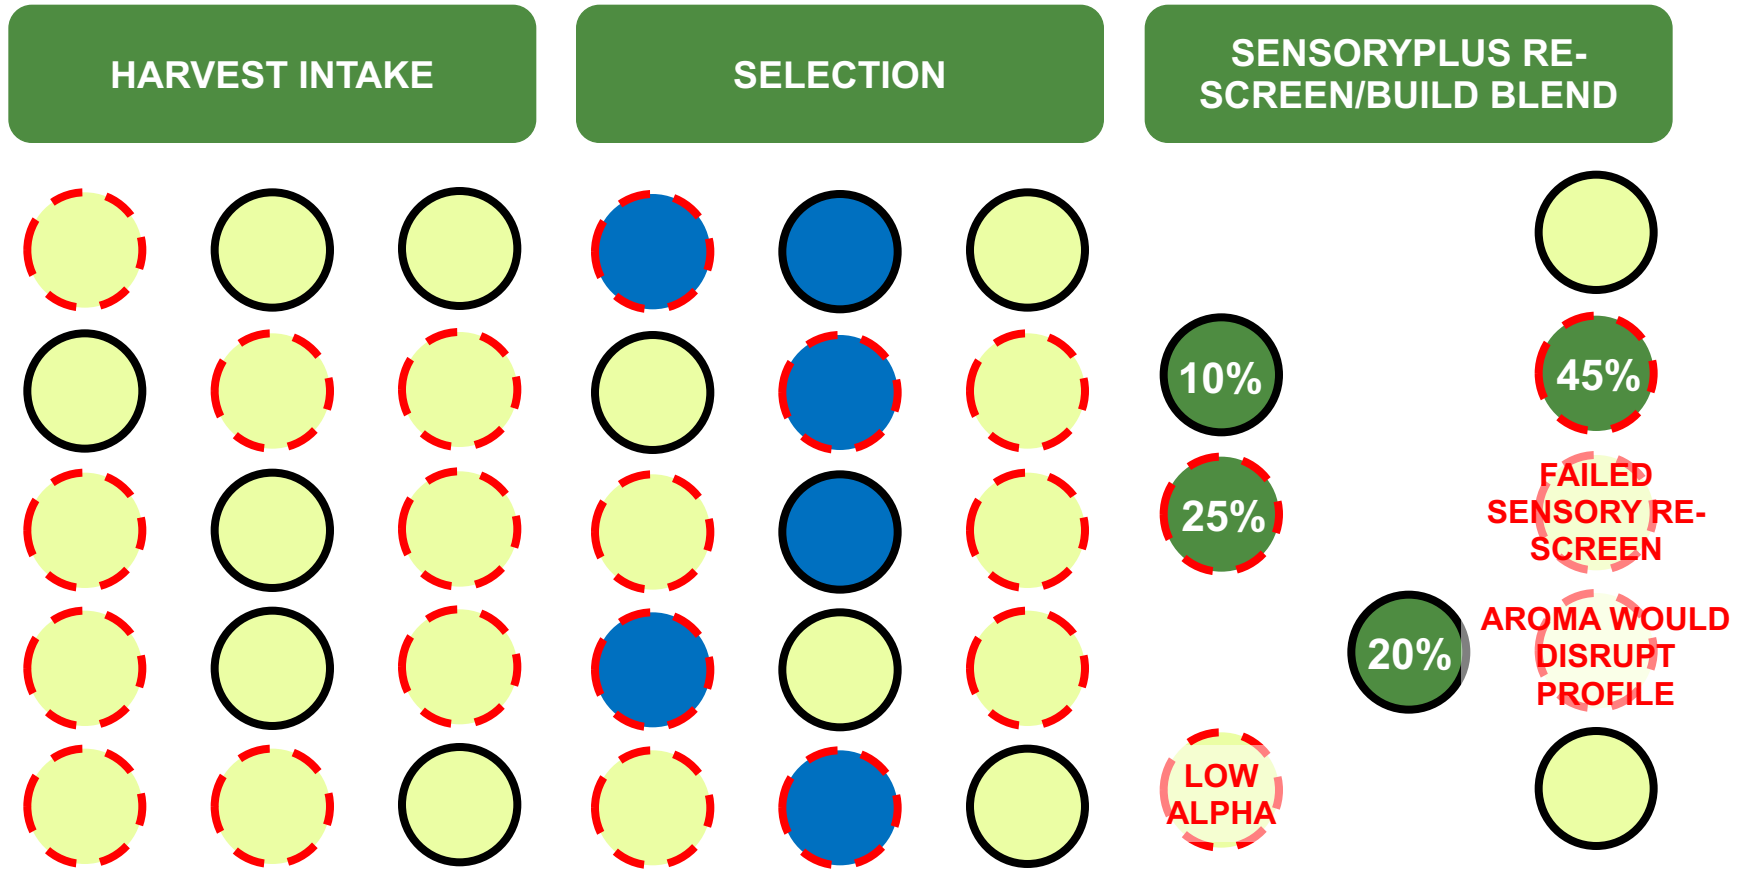 HARVEST INTAKE
SELECTION
SENSORYPLUS RE-
SCREEN/BUILD BLEND
10%
45%
25%
FAILED
SENSORY RE-
SCREEN
20%
AROMA WOULD
DISRUPT
PROFILE
LOW
ALPHA